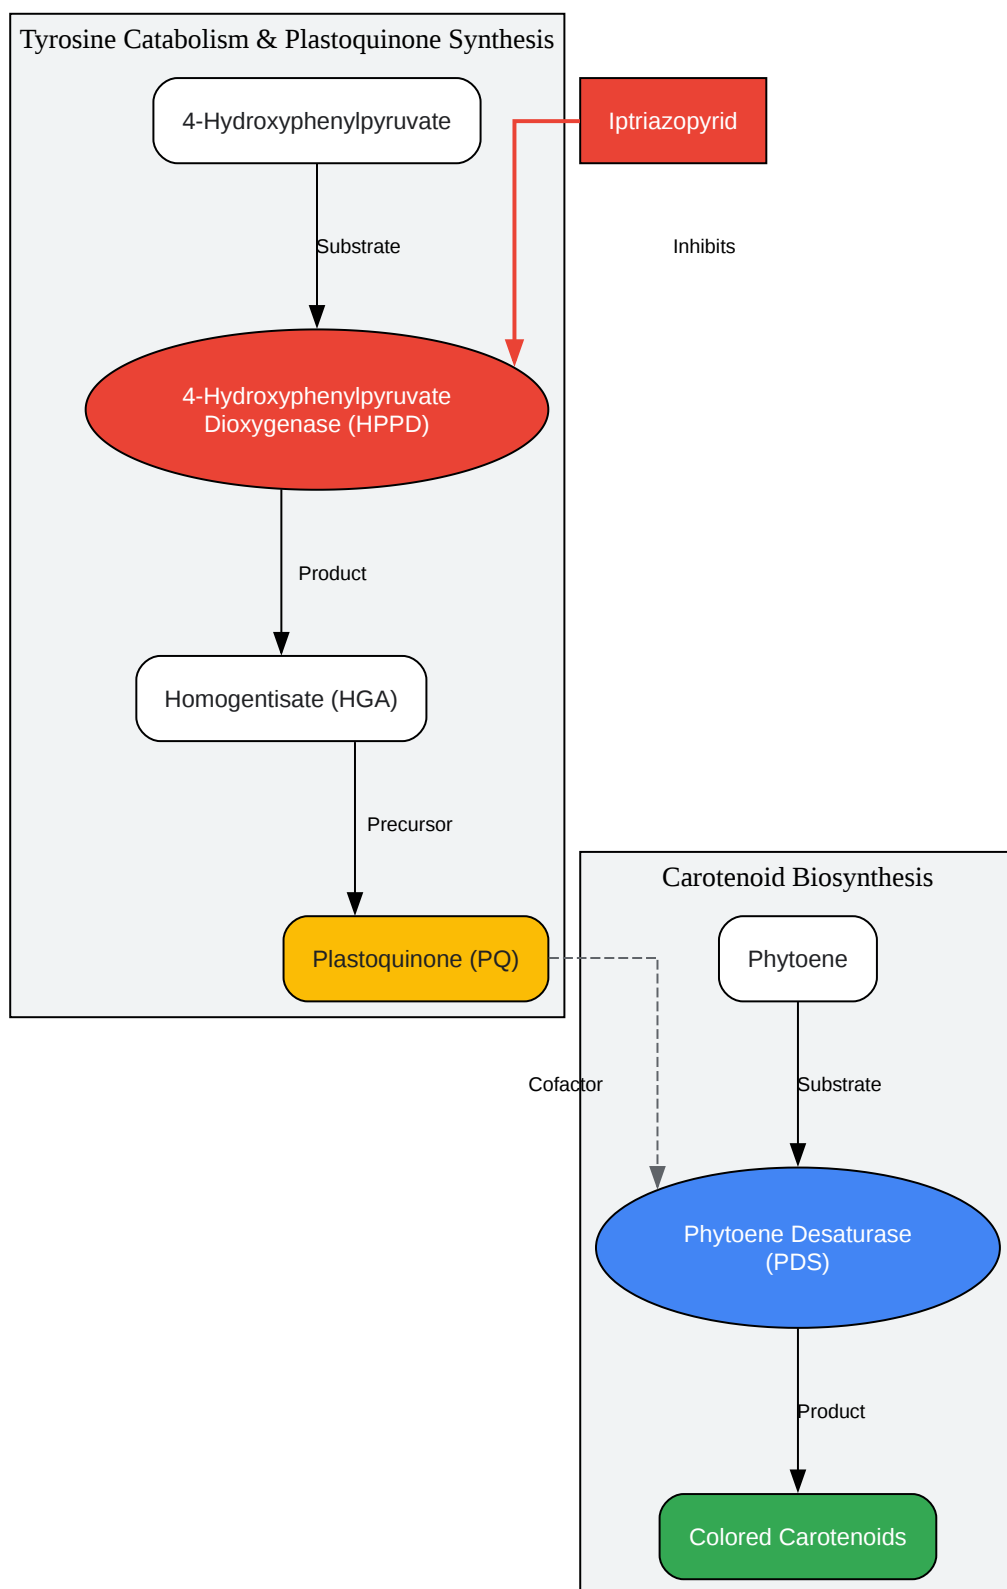 Tyrosine Catabolism & Plastoquinone Synthesis
4-Hydroxyphenylpyruvate
Iptriazopyrid
Substrate
Inhibits
4-Hydroxyphenylpyruvate
Dioxygenase (HPPD)
Product
Homogentisate (HGA)
Precursor
Plastoquinone (PQ)
Carotenoid Biosynthesis
Phytoene
Cofactor
Substrate
Phytoene Desaturase
(PDS)
Product
Colored Carotenoids